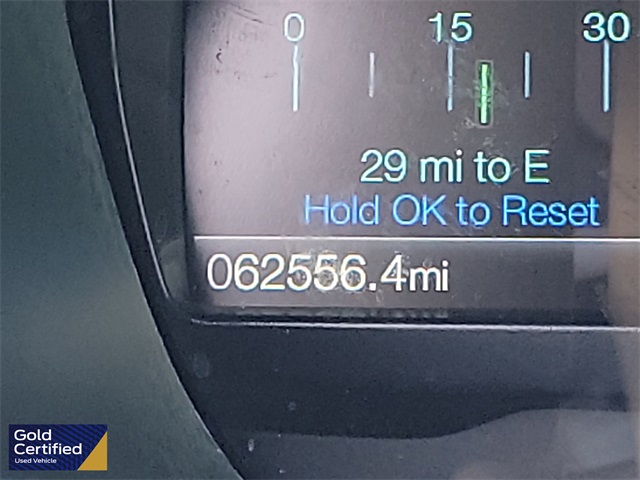 0 15 30
29 mi to E
Hold OK to Reset
062556.4mi
Gold
Certified
Used Vehicle